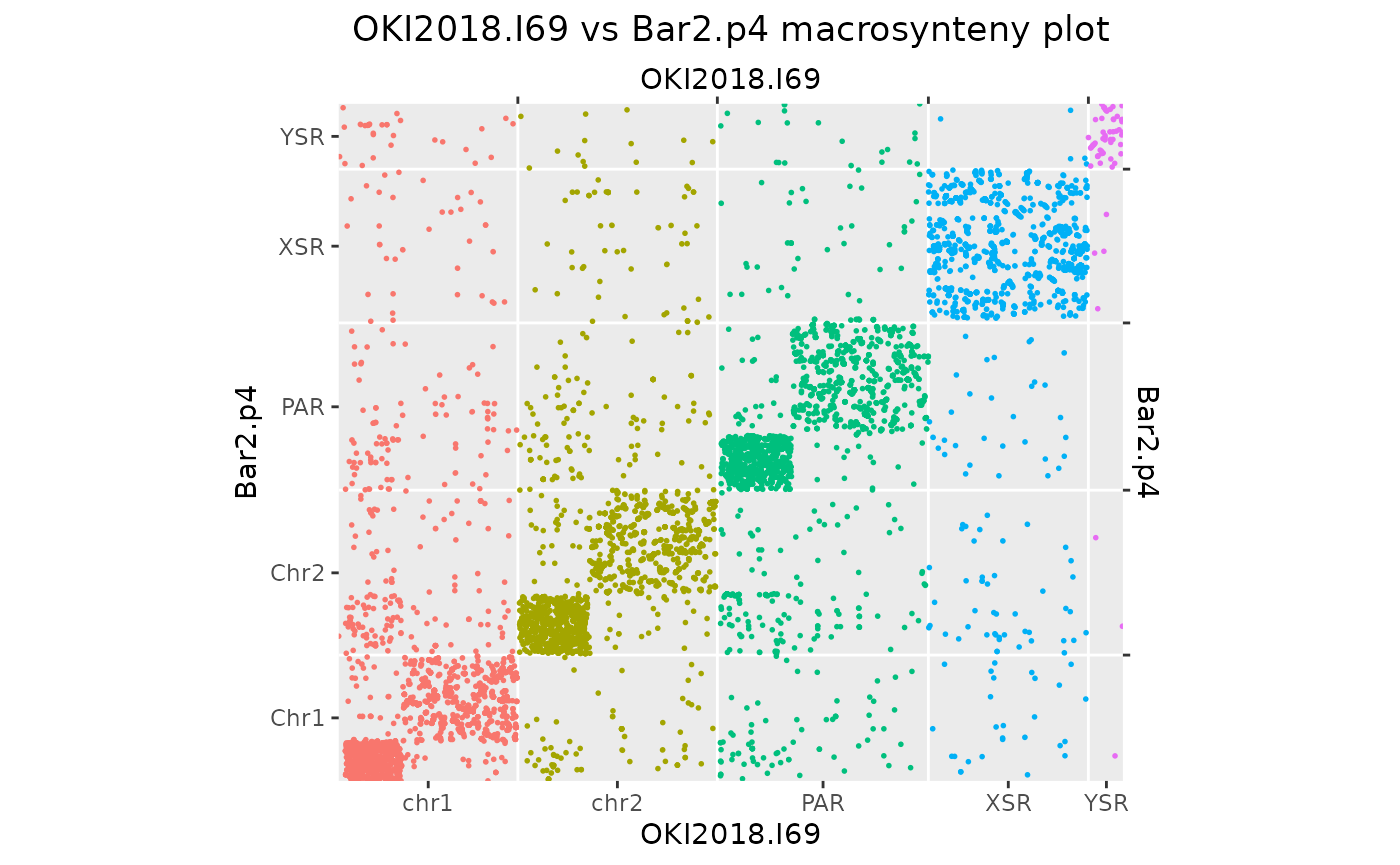 OKI2018.I69 vs Bar2.p4 macrosynteny plot
OKI2018.I69
YSR
XSR
PAR
Chr2
Chr1
Bar2.p4
Bar2.p4
chr1
chr2
PAR
XSR
YSR
OKI2018.I69